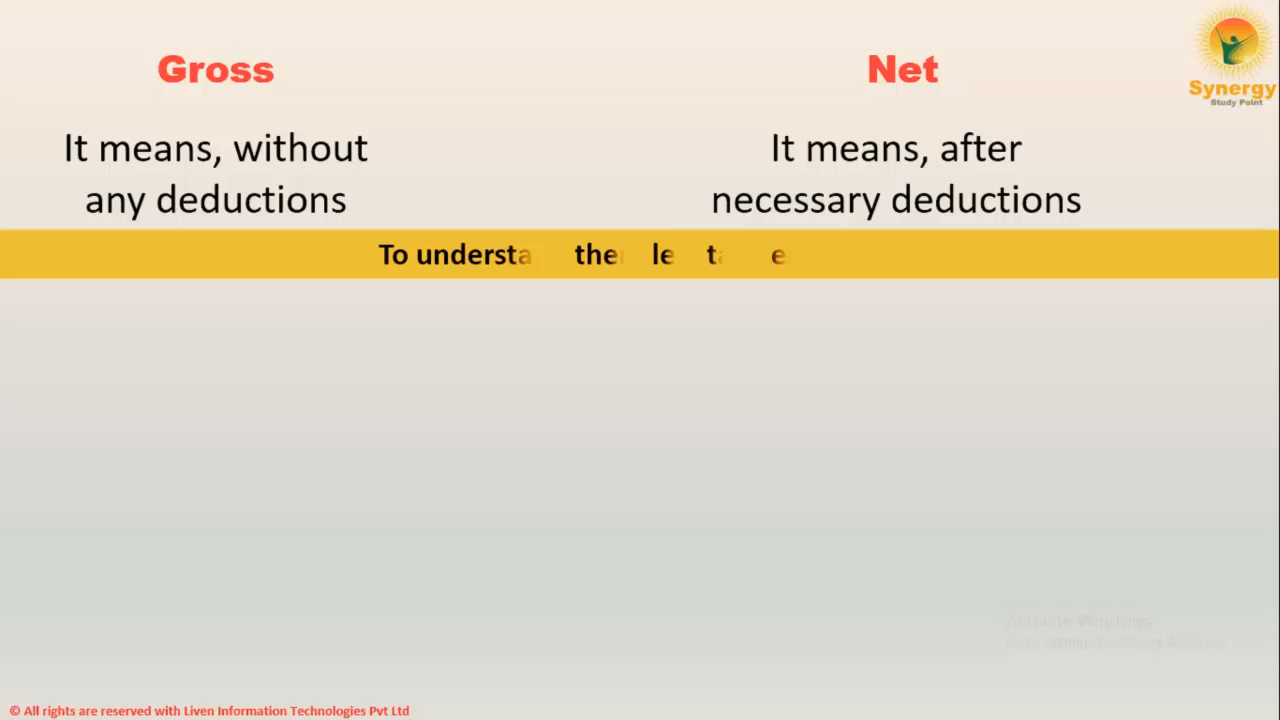 Gross
Net
It means, without
any deductions
It means, after
necessary deductions
To
Synergy
Study Point
© All rights are reserved with Liven Information Technologies Pvt Ltd